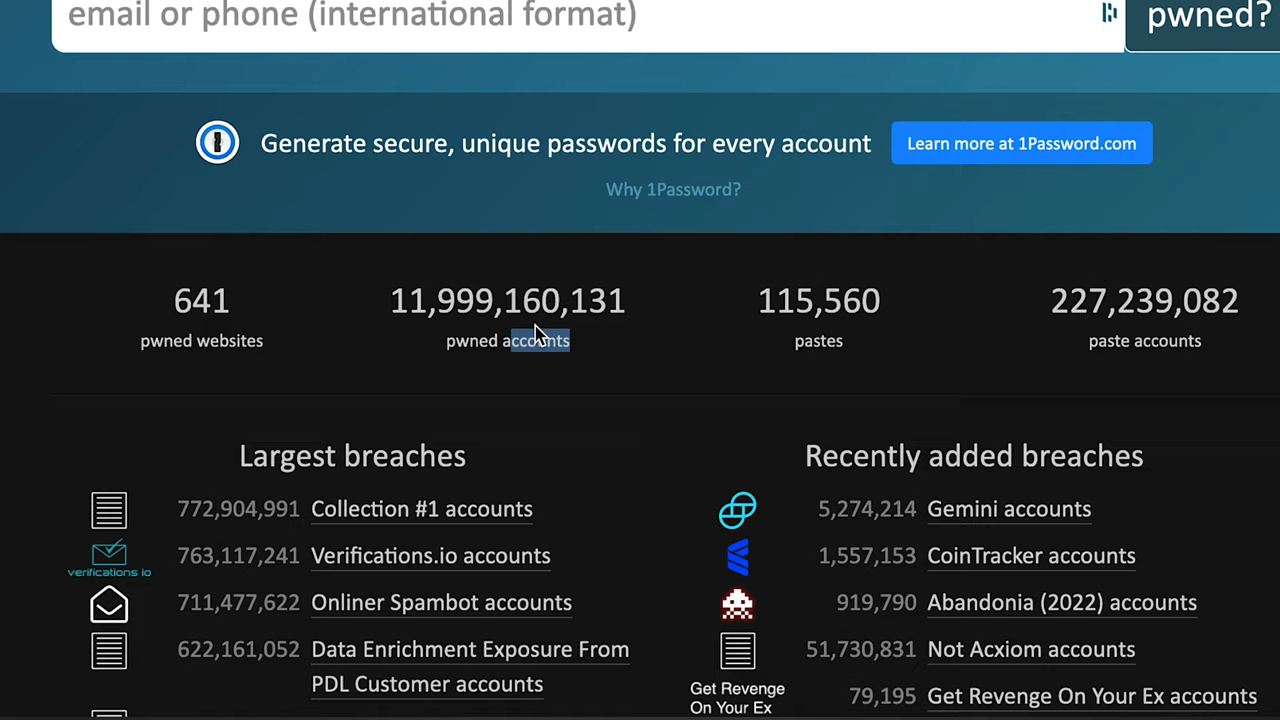 email or phone (international format)
pwned?
Generate secure, unique passwords for every account
Learn more at 1Password.com
Why 1Password?
641
pwned websites
11,999,160,131
pwned accounts
115,560
pastes
227,239,082
paste accounts
Largest breaches
772,904,991 Collection #1 accounts
verifications io
763,117,241 Verifications.io accounts
711,477,622 Onliner Spambot accounts
622,161,052 Data Enrichment Exposure From
PDL Customer accounts
Recently added breaches
5,274,214 Gemini accounts
1,557,153 CoinTracker accounts
919,790 Abandonia (2022) accounts
51,730,831 Not Acxiom accounts
Get Revenge
On Your Ex
79,195 Get Revenge On Your Ex accounts